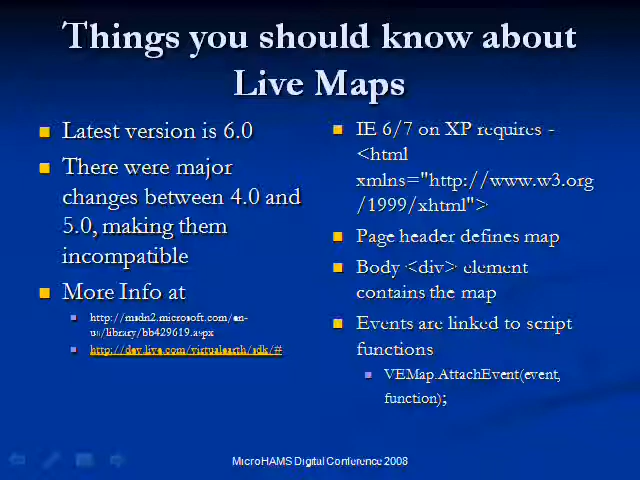 Things you should know about
Live Maps
Latest version is 6.0
There were major
changes between 4.0 and
5.0, making them
incompatible
More Info at
http://msdn2.microsoft.com/en-
us/library/bb429619.aspx
http://dev.live.com/virtualearth/sdk/#
IE 6/7 on XP requires -
<html
xmlns="http://www.w3.org
/1999/xhtml">
Page header defines map
Body <div> element
contains the map
Events are linked to script
functions
VEMap.AttachEvent(event,
function);
MicroHAMS Digital Conference 2008